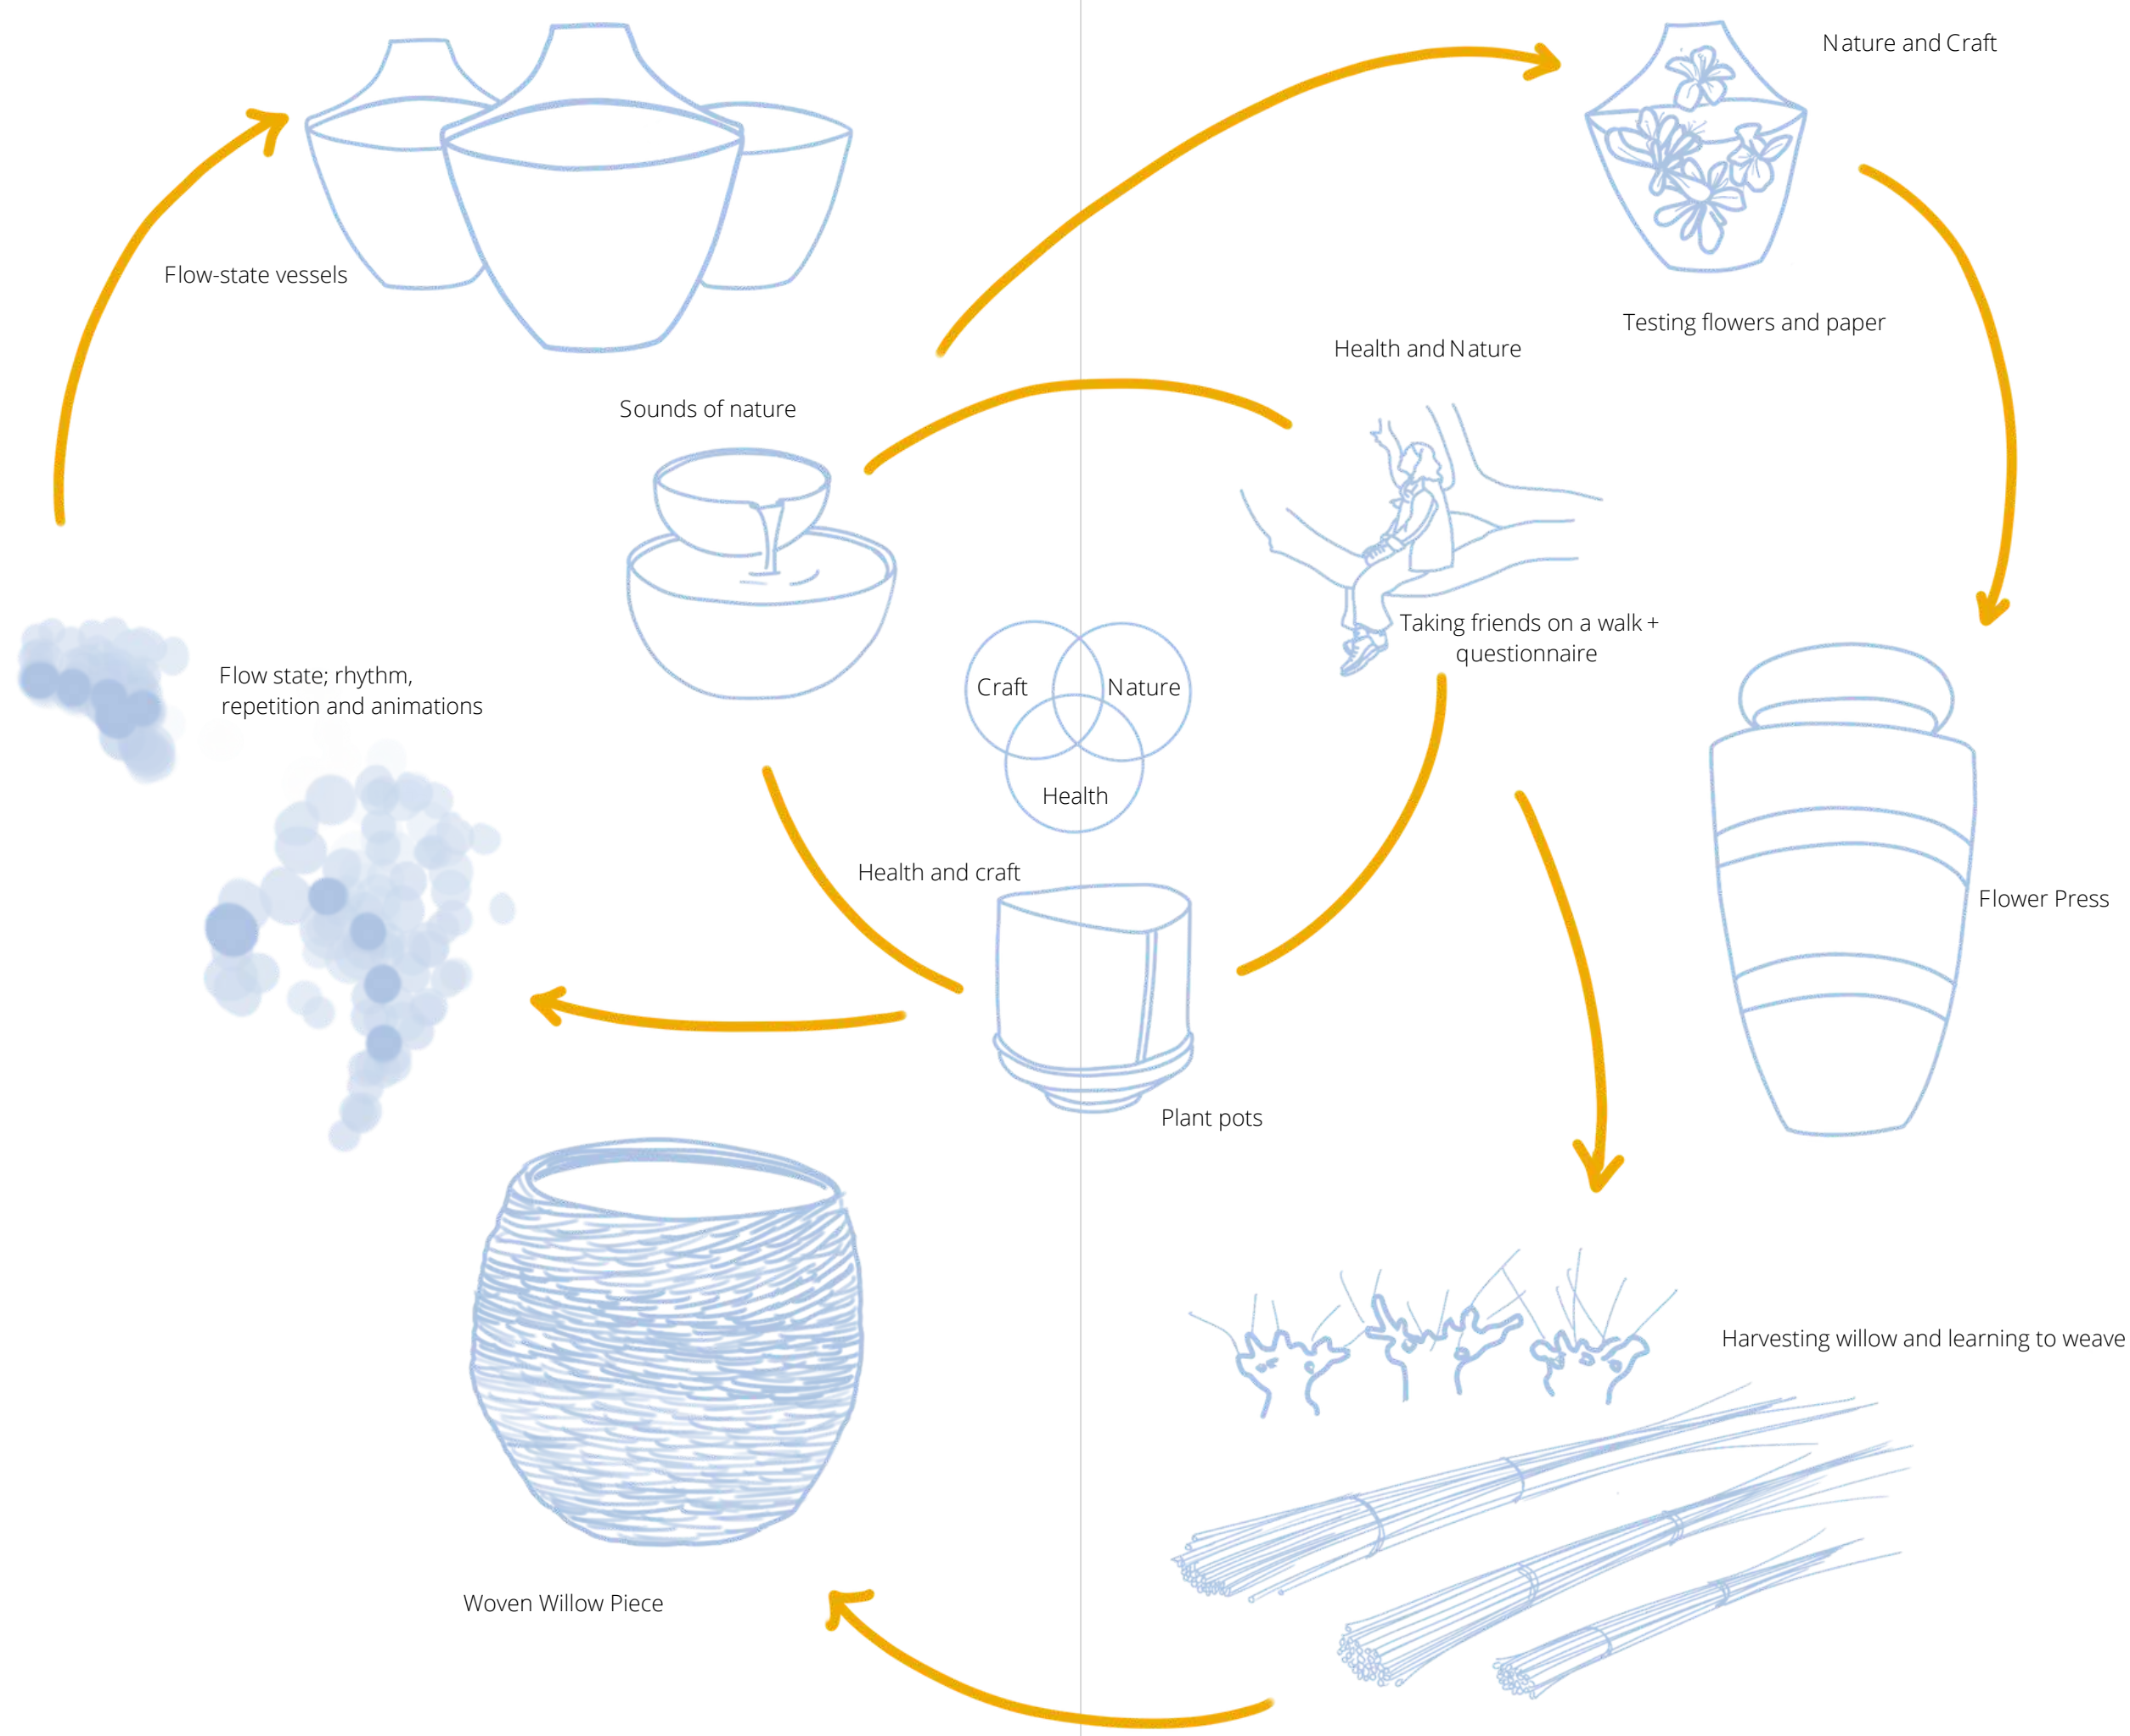 Nature and Craft
Flow-state vessels
Testing flowers and paper
Health and Nature
Sounds of nature
Taking friends on a walk +
questionnaire
Flow state; rhythm,
repetition and animations
Craft
Nature
Health
Health and craft
Flower Press
Plant pots
Harvesting willow and learning to weave
Woven Willow Piece